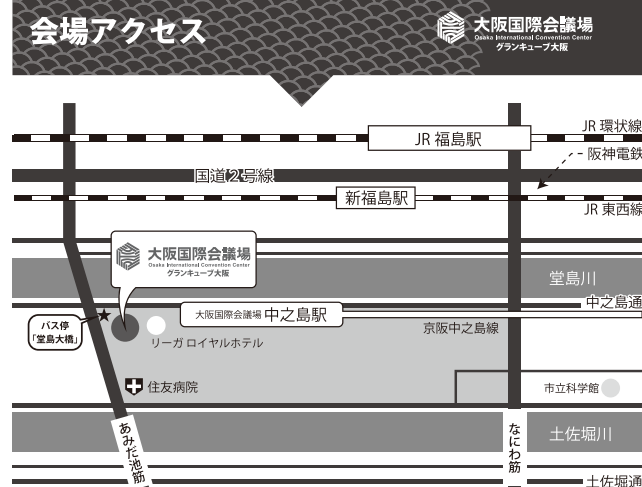 会場アクセス
大阪国際会議場
Osaka International Convention Center
グランキューブ大阪
JR 環状線
JR 福島駅
阪神電鉄
国道2号線
新福島駅
JR 東西線
大阪国際会議場
Osaka International Convention Center
グランキューブ大阪
堂島川
中之島通
大阪国際会議場 中之島駅
バス停
「堂島大橋」
京阪中之島線
リーガ ロイヤルホテル
住友病院
市立科学館
あみだ池筋
なにわ筋
土佐堀川
土佐堀通